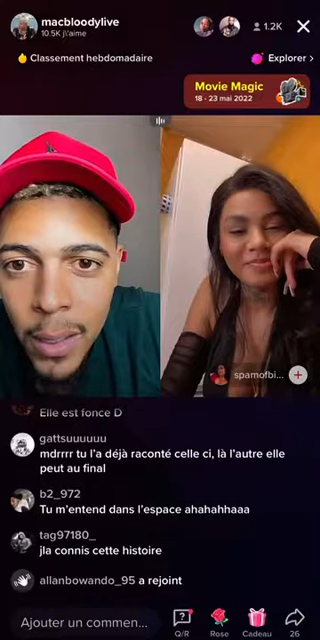 macbloodylive
10.5K j'aime
1.2K
Classement hebdomadaire
Explorer >
Movie Magic
18 - 23 mai 2022
spamofbi...
Elle est fonce D
gattsuuuuuu
mdrrrr tu l'a déjà raconté celle ci, là l'autre elle
peut au final
b2_972
Tu m'entend dans l'espace ahahahhaaa
tag97180_
jla connis cette histoire
allanbowando_95 a rejoint
Ajouter un commen...
Q/R
Rose
Cadeau
26